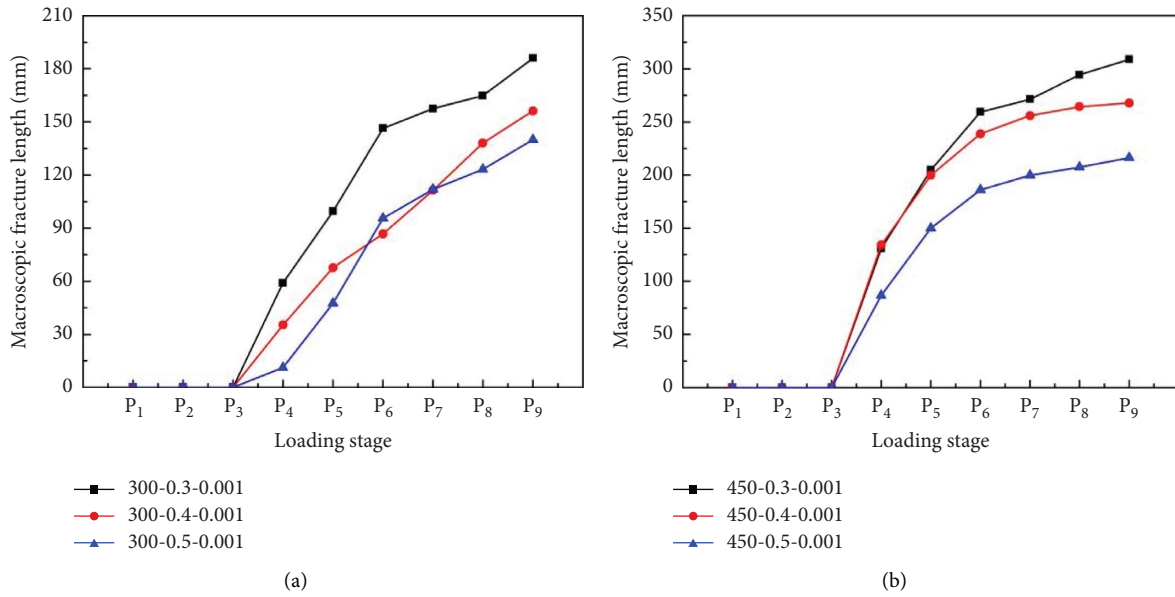 Macroscopic fracture length (mm)
210
180
150
120
90
60
30
0
P1 P2 P3 P4 P5 P6 P7 P8 P9
Loading stage
300-0.3-0.001
300-0.4-0.001
300-0.5-0.001
(a)
Macroscopic fracture length (mm)
350
300
250
200
150
100
50
0
P1 P2 P3 P4 P5 P6 P7 P8 P9
Loading stage
450-0.3-0.001
450-0.4-0.001
450-0.5-0.001
(b)